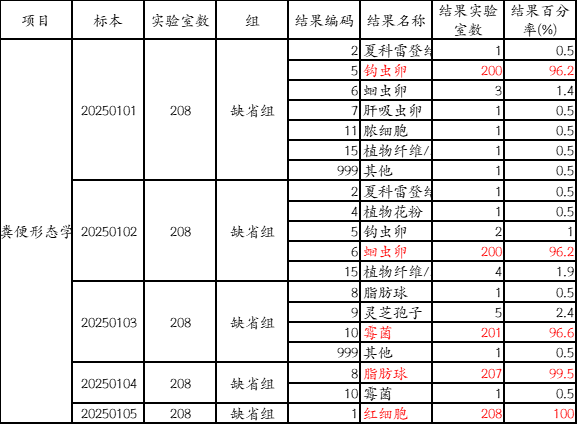 项目 标本 实验室数 组 结果编码 结果名称 结果实验室数 结果百分率(%)
粪便形态学 20250101 208 缺省组 2 夏科雷登 1 0.5
5 钩虫卵 200 96.2
6 蛔虫卵 3 1.4
7 肝吸虫卵 1 0.5
11 脓细胞 1 0.5
15 植物纤维/ 1 0.5
999 其他 1 0.5
20250102 208 缺省组 2 夏科雷登 1 0.5
4 植物花粉 1 0.5
5 钩虫卵 2 1
6 蛔虫卵 200 96.2
15 植物纤维/ 4 1.9
20250103 208 缺省组 8 脂肪球 1 0.5
9 灵芝孢子 5 2.4
10 霉菌 201 96.6
999 其他 1 0.5
20250104 208 缺省组 8 脂肪球 207 99.5
10 霉菌 1 0.5
20250105 208 缺省组 1 红细胞 208 100